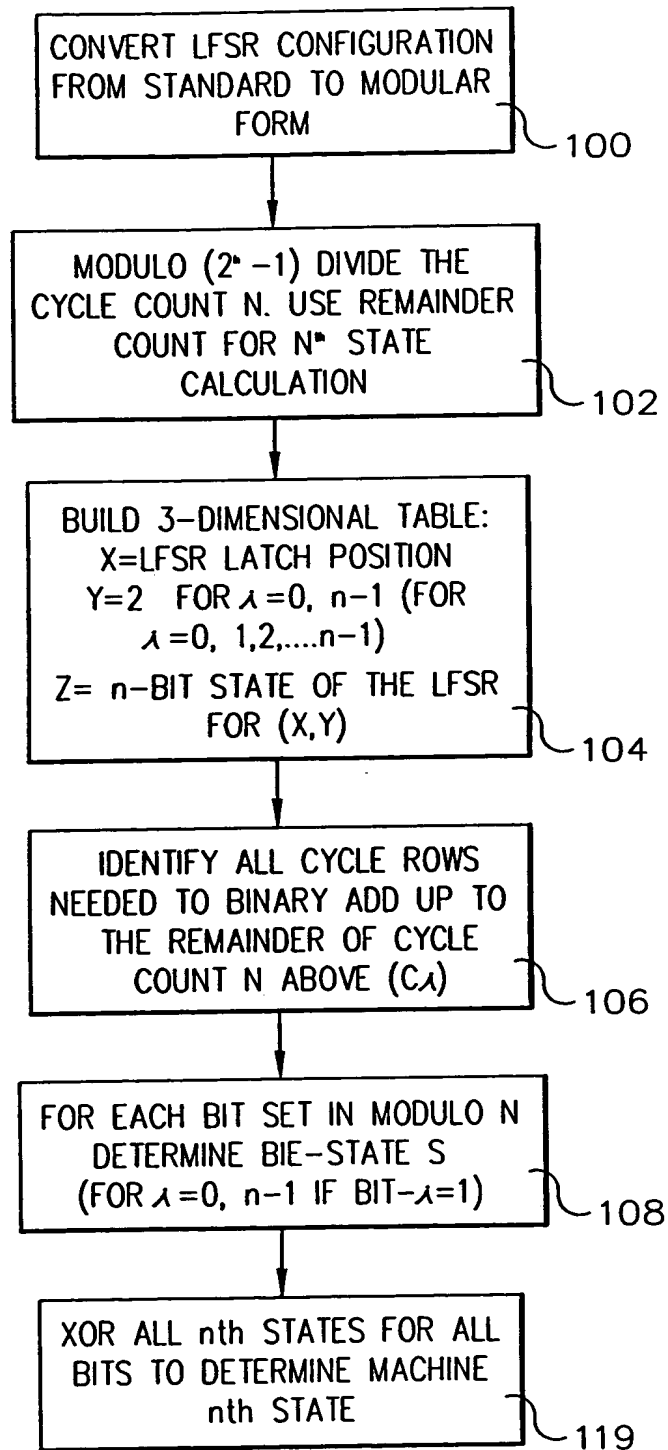 CONVERT LFSR CONFIGURATION
FROM STANDARD TO MODULAR
FORM
100
MODULO (2ⁿ -1) DIVIDE THE
CYCLE COUNT N. USE REMAINDER
COUNT FOR Nᵗʰ STATE
CALCULATION
102
BUILD 3-DIMENSIONAL TABLE:
X=LFSR LATCH POSITION
Y=2 FOR i=0, n-1 (FOR
i=0, 1,2,....n-1)
Z= n-BIT STATE OF THE LFSR
FOR (X,Y)
104
IDENTIFY ALL CYCLE ROWS
NEEDED TO BINARY ADD UP TO
THE REMAINDER OF CYCLE
COUNT N ABOVE (Ci)
106
FOR EACH BIT SET IN MODULO N
DETERMINE BIE-STATE S
(FOR i=0, n-1 IF BIT-i=1)
108
XOR ALL nth STATES FOR ALL
BITS TO DETERMINE MACHINE
nth STATE
119